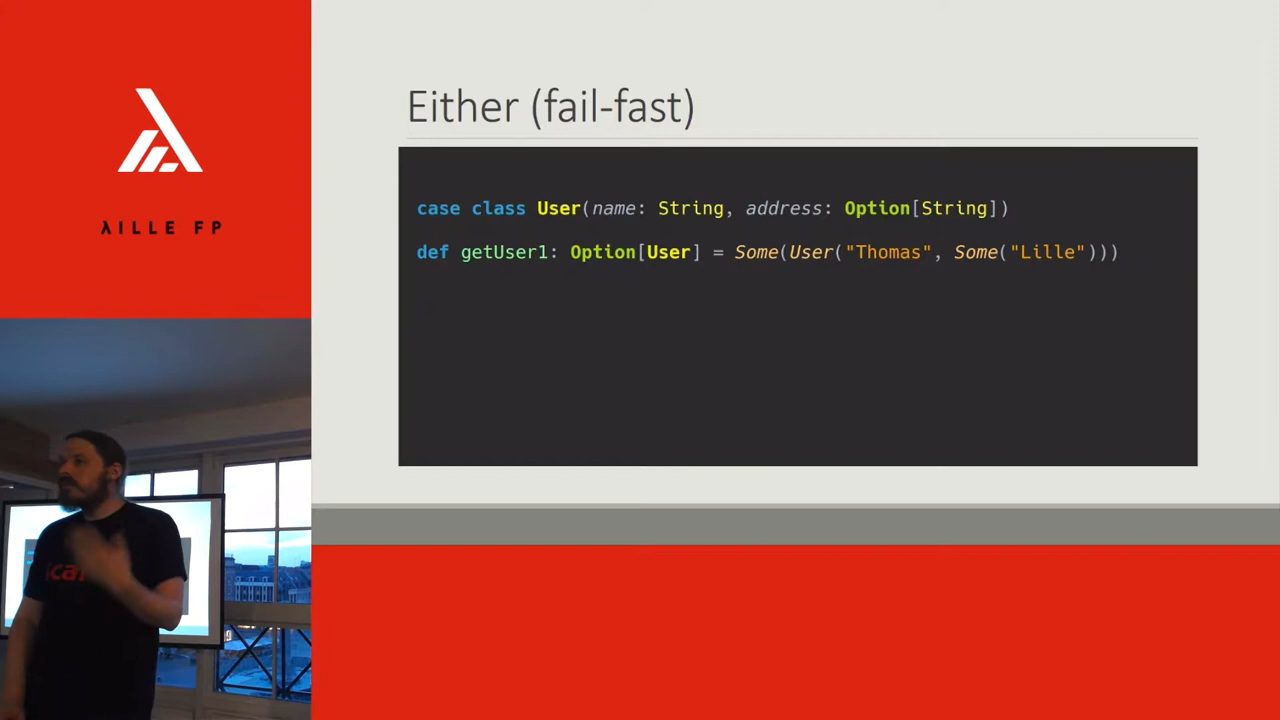 Either (fail-fast)
case class User(name: String, address: Option[String])
def getUser1: Option[User] = Some(User("Thomas", Some("Lille")))
λILLE FP